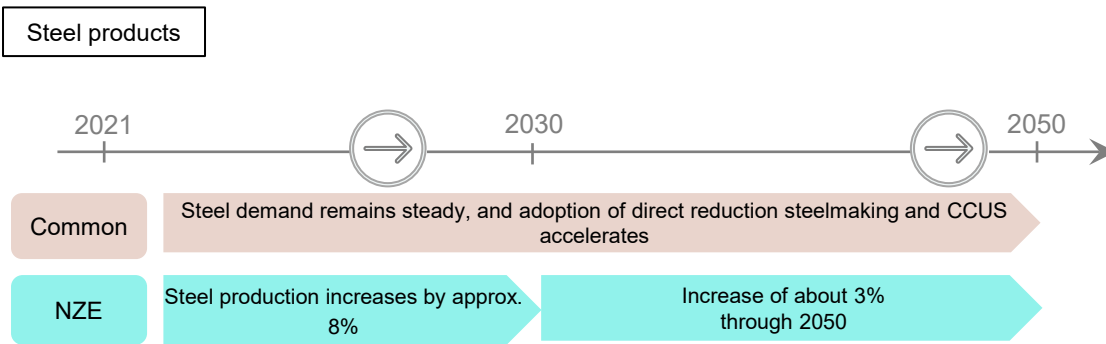 Steel products
2021
2030
2050
Common
Steel demand remains steady, and adoption of direct reduction steelmaking and CCUS
accelerates
NZE
Steel production increases by approx.
8%
Increase of about 3%
through 2050